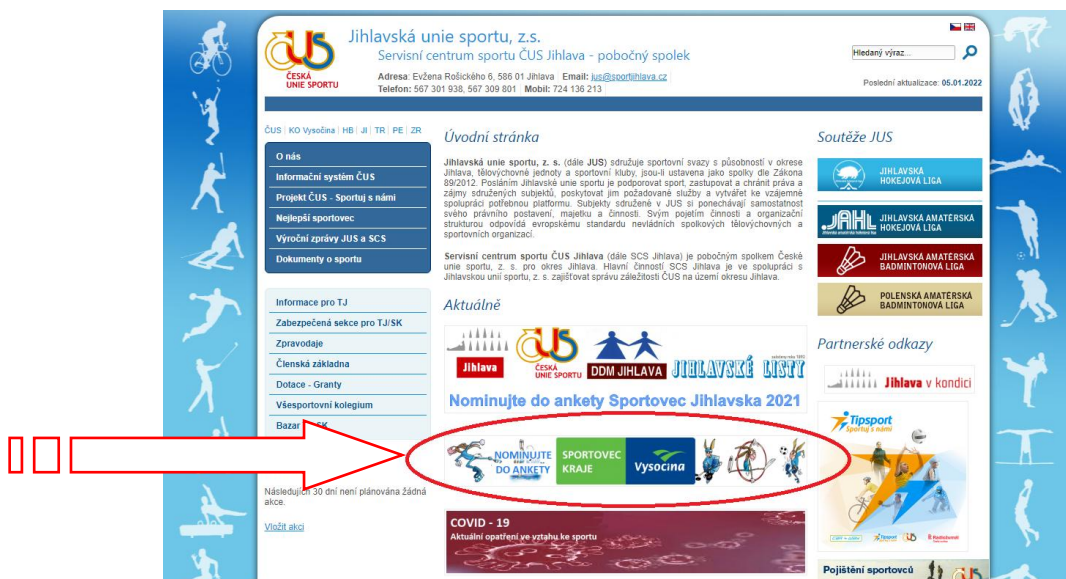 Jihlavská unie sportu, z.s.
Servisní centrum sportu ČUS Jihlava - pobočný spolek
ČUS
ČESKÁ
UNIE SPORTU
Adresa: Evžena Rošického 6, 586 01 Jihlava Email: jus@sportjihlava.cz
Telefon: 567 301 938, 567 309 801 Mobil: 724 136 213
Hledaný výraz...
Poslední aktualizace: 05.01.2022
ČUS | KO Vysočina | HB | JI | TR | PE | ZR
O nás
Informační systém ČUS
Projekt ČUS - Sportuj s námi
Nejlepší sportovec
Výroční zprávy JUS a SCS
Dokumenty o sportu
Informace pro TJ
Zabezpečená sekce pro TJ/SK
Zpravodaje
Členská základna
Dotace - Granty
Všesportovní kolegium
Bazar
SK
Následujících 30 dní není plánována žádná
akce.
Vložit akci
Úvodní stránka
Jihlavská unie sportu, z. s. (dále JUS) sdružuje sportovní svazy s působností v okrese
Jihlava, tělovýchovné jednoty a sportovní kluby, jsou-li ustavena jako spolky dle Zákona
89/2012. Posláním Jihlavské unie sportu je podporovat sport, zastupovat a chránit práva a
zájmy sdružených subjektů, poskytovat jim požadované služby a vytvářet ke vzájemné
spolupráci potřebnou platformu. Subjekty sdružené v JUS si ponechávají samostatnost
svého právního postavení, majetku a činnosti. Svým pojetím činnosti a organizační
strukturou odpovídá evropskému standardu nevládních spolkových tělovýchovných a
sportovních organizací.
Servisní centrum sportu ČUS Jihlava (dále SCS Jihlava) je pobočným spolkem České
unie sportu, z. s. pro okres Jihlava. Hlavní činností SCS Jihlava je ve spolupráci s
Jihlavskou unií sportu, z. s. zajišťovat správu záležitostí ČUS na území okresu Jihlava.
Aktuálně
Jihlava
ČUS
ČESKÁ
UNIE SPORTU
DDM JIHLAVA
JIHLAVSKÉ LISTY
Nominujte do ankety Sportovec Jihlavska 2021
NOMINUJTE
DO ANKETY
SPORTOVEC
KRAJE
Vysočina
COVID - 19
Aktuální opatření ve vztahu ke sportu
Soutěže JUS
JIHLAVSKÁ
HOKEJOVÁ LIGA
JAHL
JIHLAVSKÁ AMATÉRSKÁ
HOKEJOVÁ LIGA
JIHLAVSKÁ AMATÉRSKÁ
BADMINTONOVÁ LIGA
POLENSKÁ AMATÉRSKÁ
BADMINTONOVÁ LIGA
Partnerské odkazy
Jihlava v kondici
Tipsport
Sportuj s námi
Pojištění sportovců
ČUS